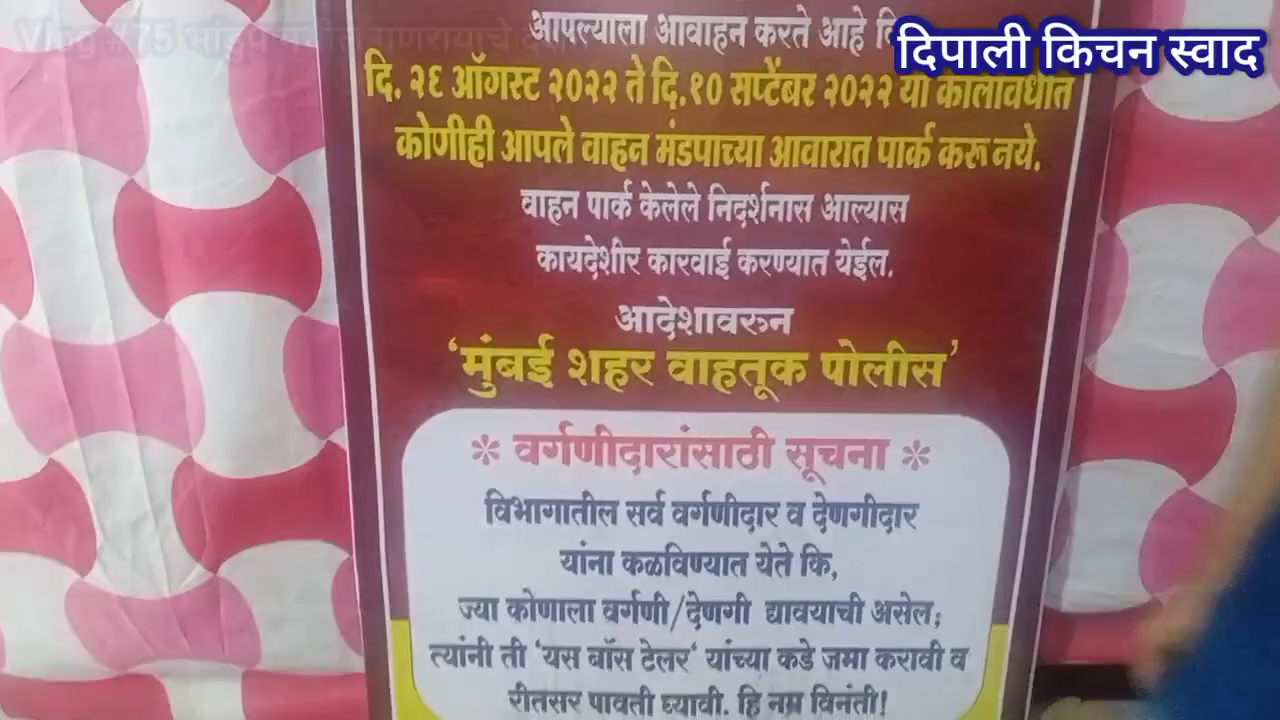 Vlog #75
दिपाली किचन स्वाद
आपल्याला आवाहन करते आहे
दि. २६ ऑगस्ट २०२२ ते दि.१० सप्टेंबर २०२२ या कालावधीत
कोणीही आपले वाहन मंडपाच्या आवारात पार्क करू नये.
वाहन पार्क केलेले निदर्शनास आल्यास
कायदेशीर कारवाई करण्यात येईल.
आदेशावरुन
‘मुंबई शहर वाहतूक पोलीस’
* वर्गणीदारांसाठी सूचना *
विभागातील सर्व वर्गणीदार व देणगीदार
यांना कळविण्यात येते कि,
ज्या कोणाला वर्गणी/देणगी द्यावयाची असेल;
त्यांनी ती ‘यस बॉस टेलर‘ यांच्या कडे जमा करावी व
रीतसर पावती घ्यावी. हि नम्र विनंती!